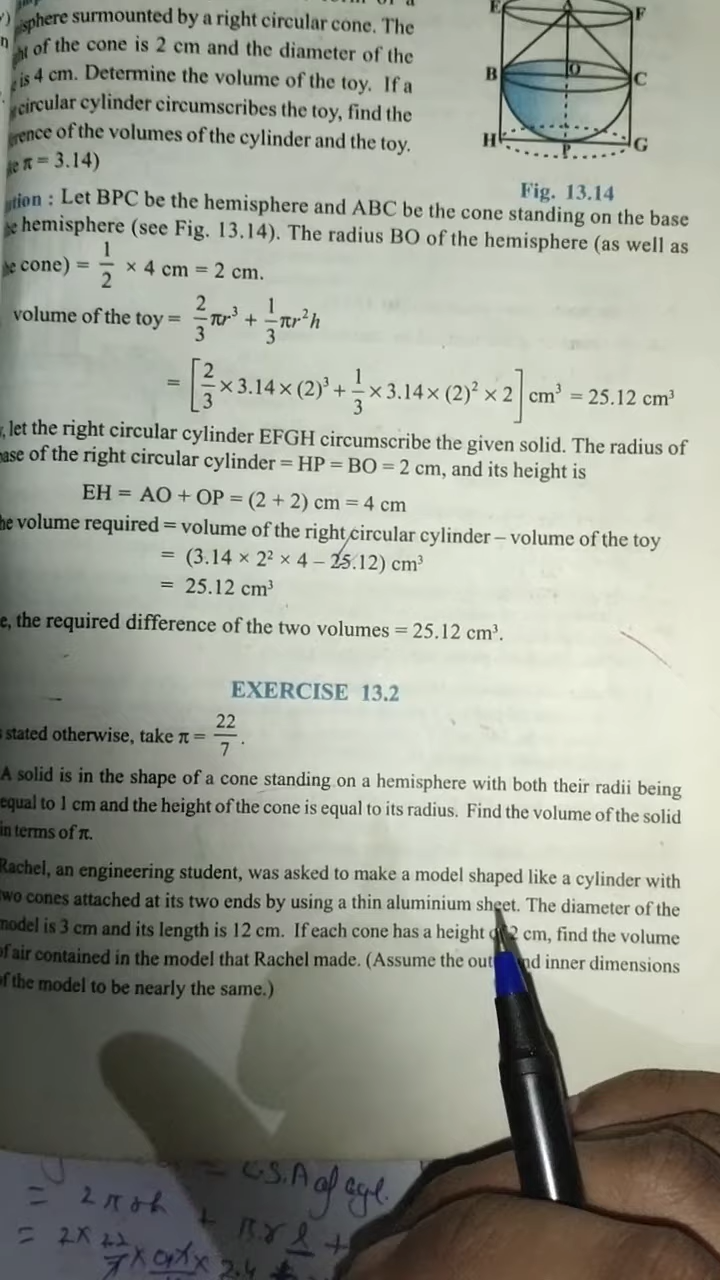 sphere surmounted by a right circular cone. The
of the cone is 2 cm and the diameter of the
is 4 cm. Determine the volume of the toy. If a
circular cylinder circumscribes the toy, find the
erence of the volumes of the cylinder and the toy.
π = 3.14)
E A F
B O C
H P G
Fig. 13.14
ution : Let BPC be the hemisphere and ABC be the cone standing on the base
hemisphere (see Fig. 13.14). The radius BO of the hemisphere (as well as
cone) = 1/2 × 4 cm = 2 cm.
volume of the toy = 2/3 πr³ + 1/3 πr²h
= [2/3 × 3.14 × (2)³ + 1/3 × 3.14 × (2)² × 2] cm³ = 25.12 cm³
, let the right circular cylinder EFGH circumscribe the given solid. The radius of
ase of the right circular cylinder = HP = BO = 2 cm, and its height is
EH = AO + OP = (2 + 2) cm = 4 cm
he volume required = volume of the right circular cylinder – volume of the toy
= (3.14 × 2² × 4 – 25.12) cm³
= 25.12 cm³
e, the required difference of the two volumes = 25.12 cm³.
EXERCISE 13.2
stated otherwise, take π = 22/7.
A solid is in the shape of a cone standing on a hemisphere with both their radii being
equal to 1 cm and the height of the cone is equal to its radius. Find the volume of the solid
in terms of π.
Rachel, an engineering student, was asked to make a model shaped like a cylinder with
two cones attached at its two ends by using a thin aluminium sheet. The diameter of the
model is 3 cm and its length is 12 cm. If each cone has a height 2 cm, find the volume
of air contained in the model that Rachel made. (Assume the out nd inner dimensions
of the model to be nearly the same.)
= C.S.A of cyl.
= 2πrh + πrl +
= 2 × 22/7 × × 2.4